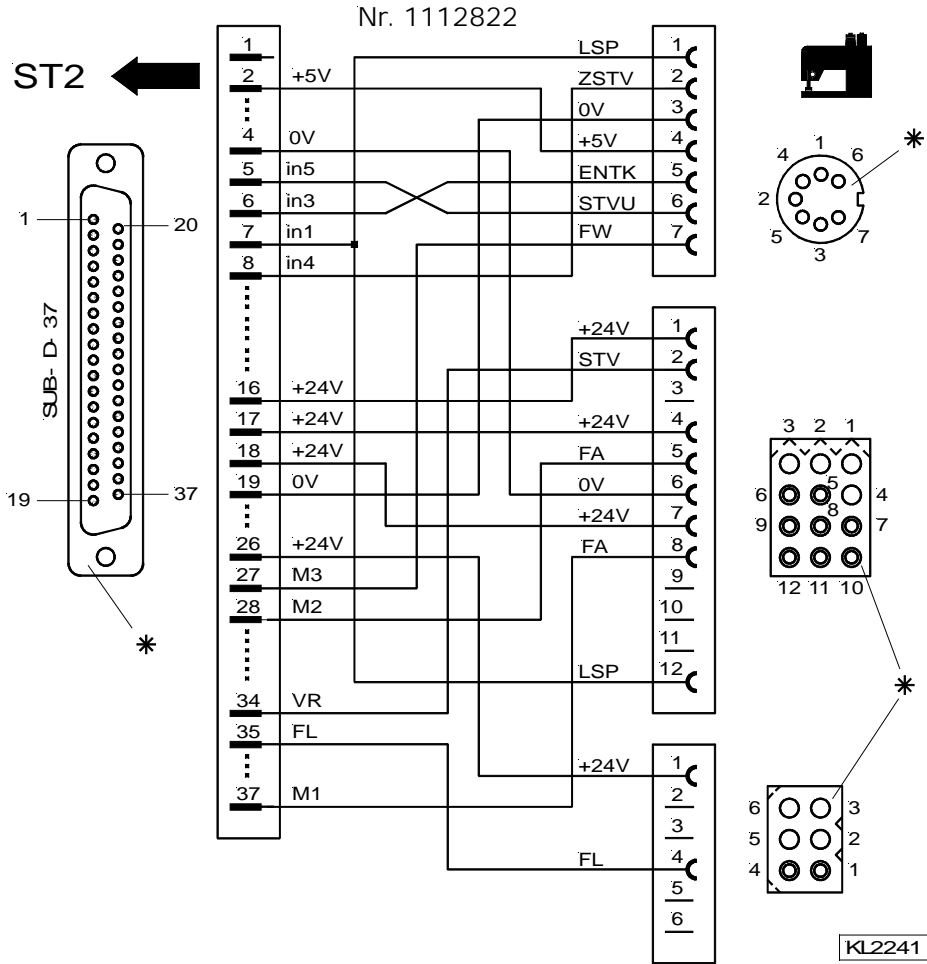 Nr. 1112822
ST2
SUB- D- 37
1
20
19
37
1
2 +5V
4 0V
5 in5
6 in3
7 in1
8 in4
16 +24V
17 +24V
18 +24V
19 0V
26 +24V
27 M3
28 M2
34 VR
35 FL
37 M1
LSP 1
ZSTV 2
0V 3
+5V 4
ENTK 5
STVU 6
FW 7
+24V 1
STV 2
3
+24V 4
FA 5
0V 6
+24V 7
FA 8
9
10
11
LSP 12
+24V 1
2
3
FL 4
5
6
1
4 6
2
5 7
3
3 2 1
6 5 4
9 8 7
12 11 10
6 3
5 2
4 1
KL2241